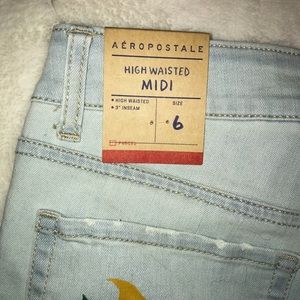 AÉROPOSTALE
HIGH WAISTED
MIDI
• HIGH WAISTED
SIZE
• 3" INSEAM
6